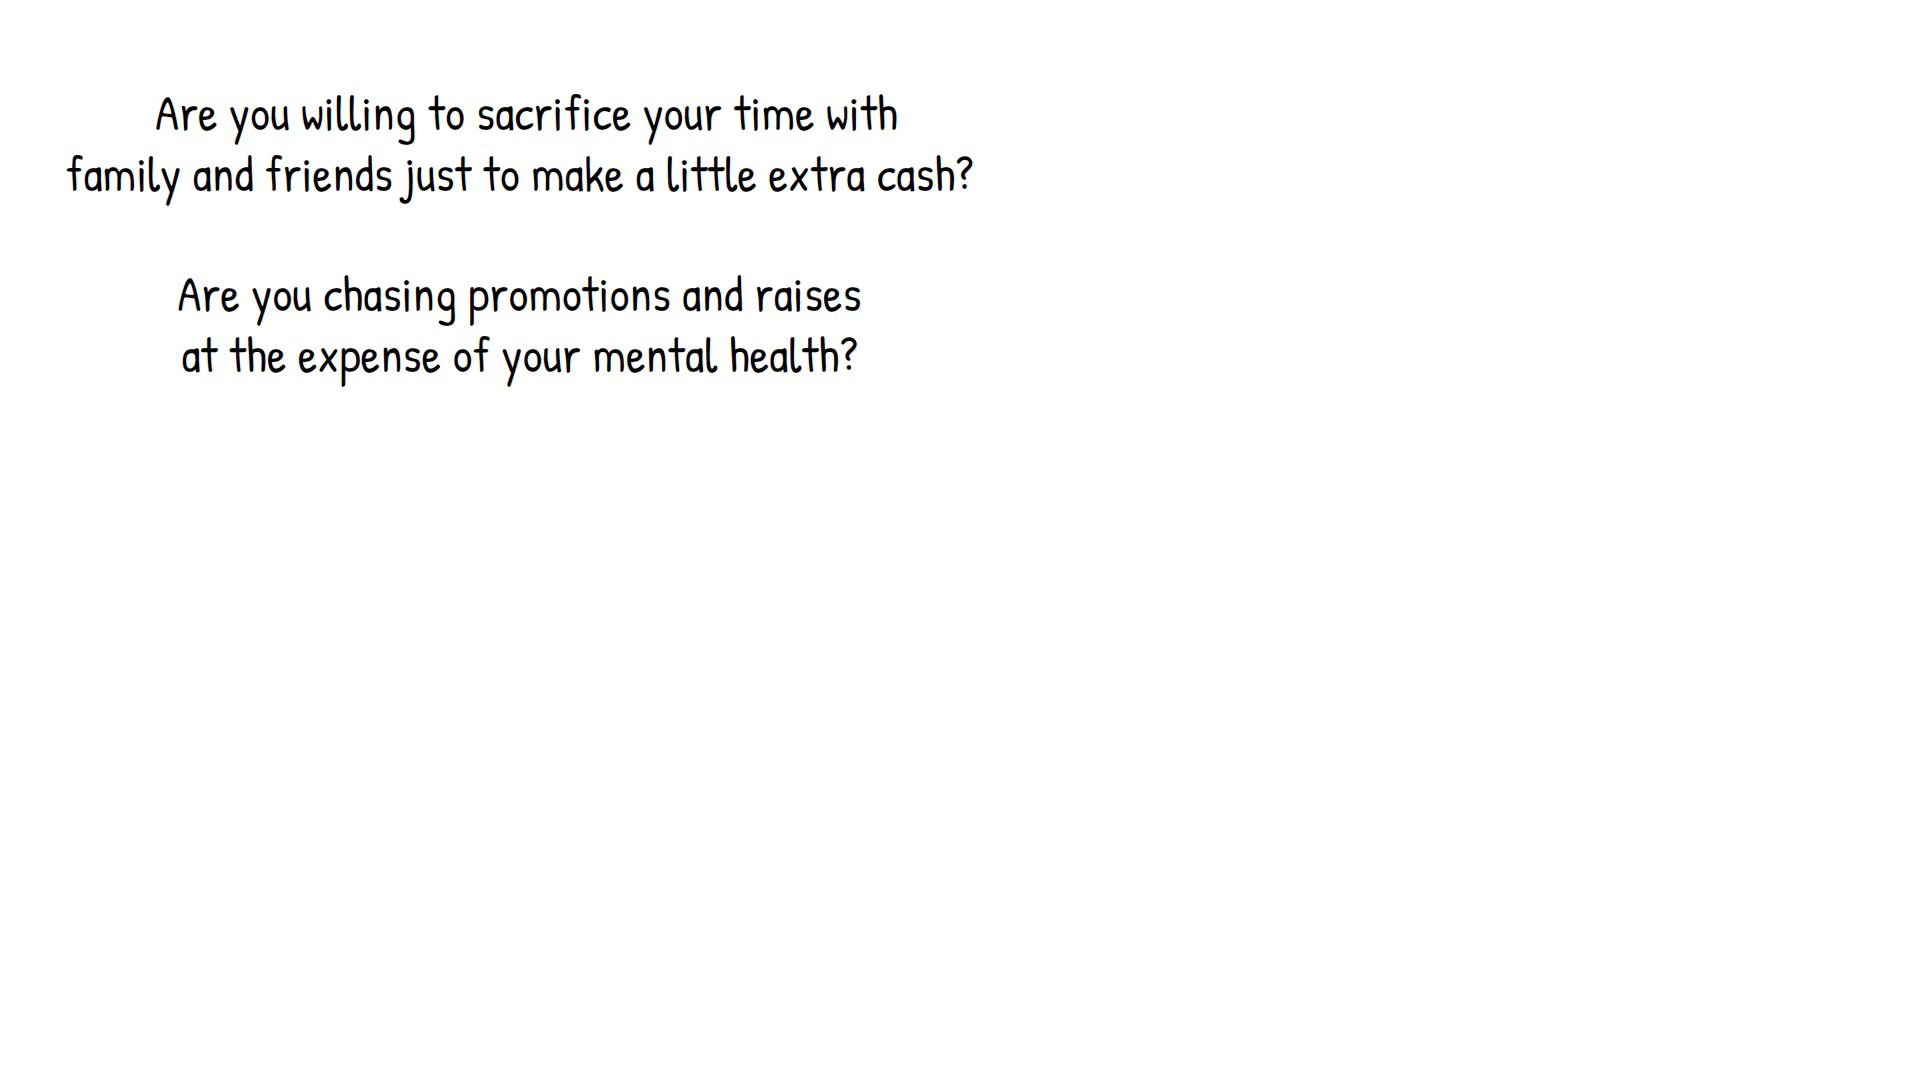 Are you willing to sacrifice your time with
family and friends just to make a little extra cash?
Are you chasing promotions and raises
at the expense of your mental health?